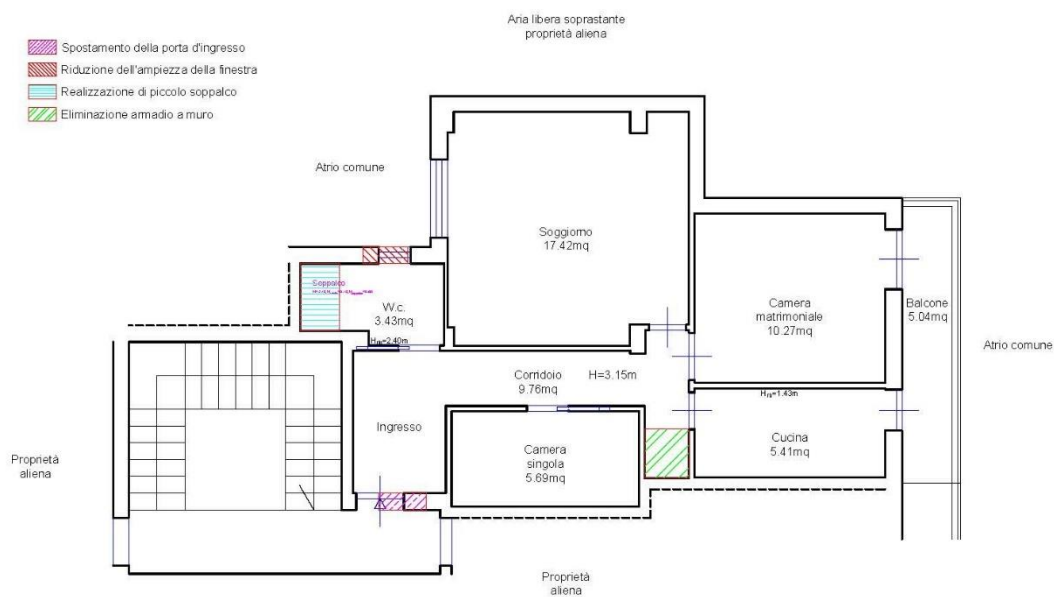 Aria libera soprastante
proprietà aliena
Spostamento della porta d'ingresso
Riduzione dell'ampiezza della finestra
Realizzazione di piccolo soppalco
Eliminazione armadio a muro
Atrio comune
Soggiorno
17.42mq
Soppalco
W.c.
3.43mq
H=2.40m
Camera
matrimoniale
10.27mq
Balcone
5.04mq
Atrio comune
Corridoio
9.76mq
H=3.15m
H=1.43m
Ingresso
Camera
singola
5.69mq
Cucina
5.41mq
Proprietà
aliena
Proprietà
aliena